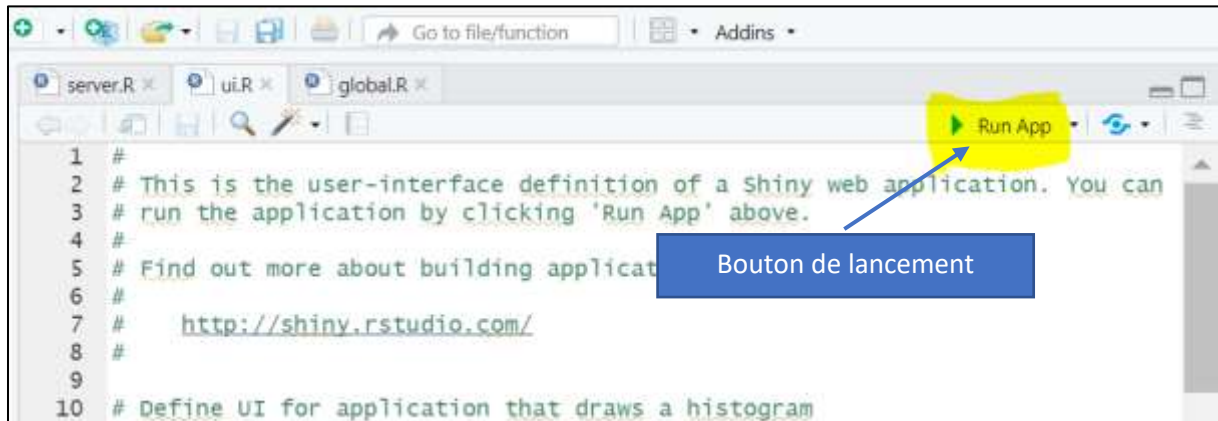 Go to file/function Addins
server.R ui.R global.R
Run App
1 #
2 # This is the user-interface definition of a Shiny web application. You can
3 # run the application by clicking 'Run App' above.
4 #
5 # Find out more about building applicat
Bouton de lancement
6 #
7 # http://shiny.rstudio.com/
8 #
9
10 # Define UI for application that draws a histogram